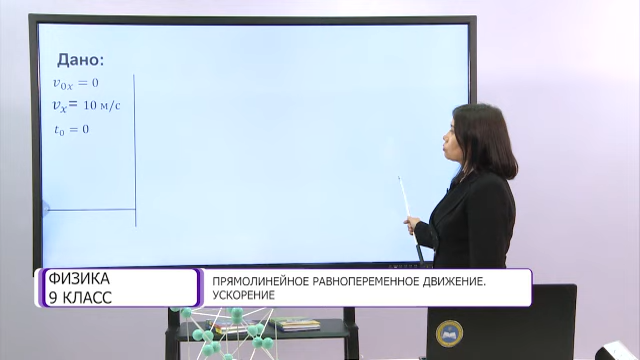 Дано:
v₀ₓ = 0
vₓ= 10 м/с
t₀ = 0
ФИЗИКА
9 КЛАСС
ПРЯМОЛИНЕЙНОЕ РАВНОПЕРЕМЕННОЕ ДВИЖЕНИЕ.
УСКОРЕНИЕ